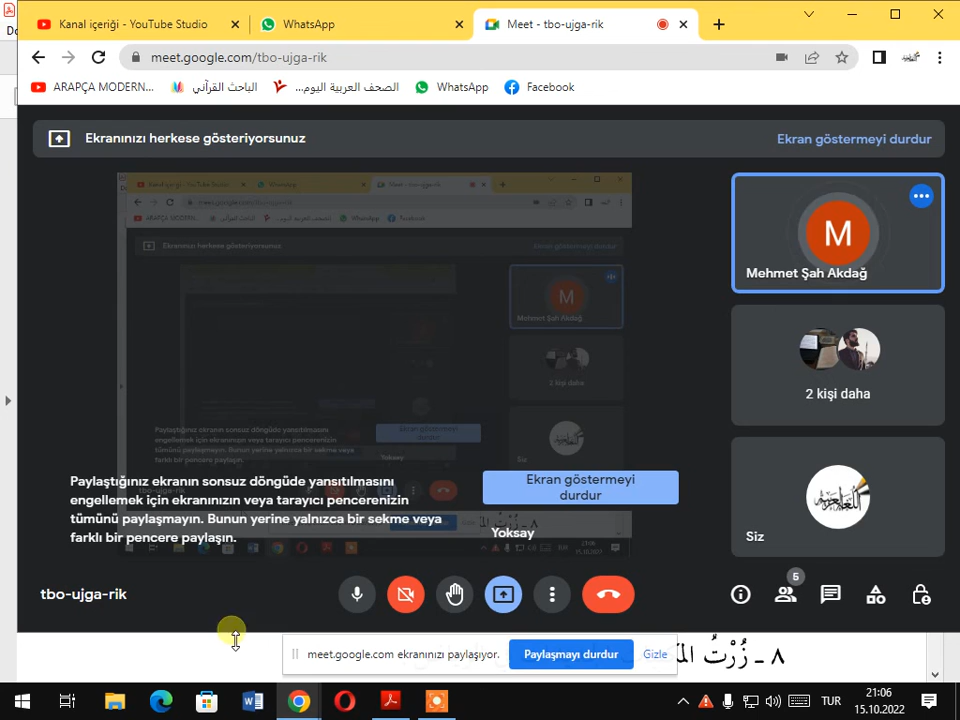 Kanal içeriği - YouTube Studio
WhatsApp
Meet - tbo-ujga-rik
meet.google.com/tbo-ujga-rik
ARAPÇA MODERN...
الباحث القرآني
الصحف العربية اليوم...
WhatsApp
Facebook
Ekranınızı herkese gösteriyorsunuz
Ekran göstermeyi durdur
M
Mehmet Şah Akdağ
2 kişi daha
Siz
Paylaştığınız ekranın sonsuz döngüde yansıtılmasını
engellemek için ekranınızın veya tarayıcı pencerenizin
tümünü paylaşmayın. Bunun yerine yalnızca bir sekme veya
farklı bir pencere paylaşın.
Ekran göstermeyi
durdur
Yoksay
tbo-ujga-rik
5
meet.google.com ekranınızı paylaşıyor.
Paylaşmayı durdur
Gizle
٨ ـ زُرْتُ
TUR
21:06
15.10.2022